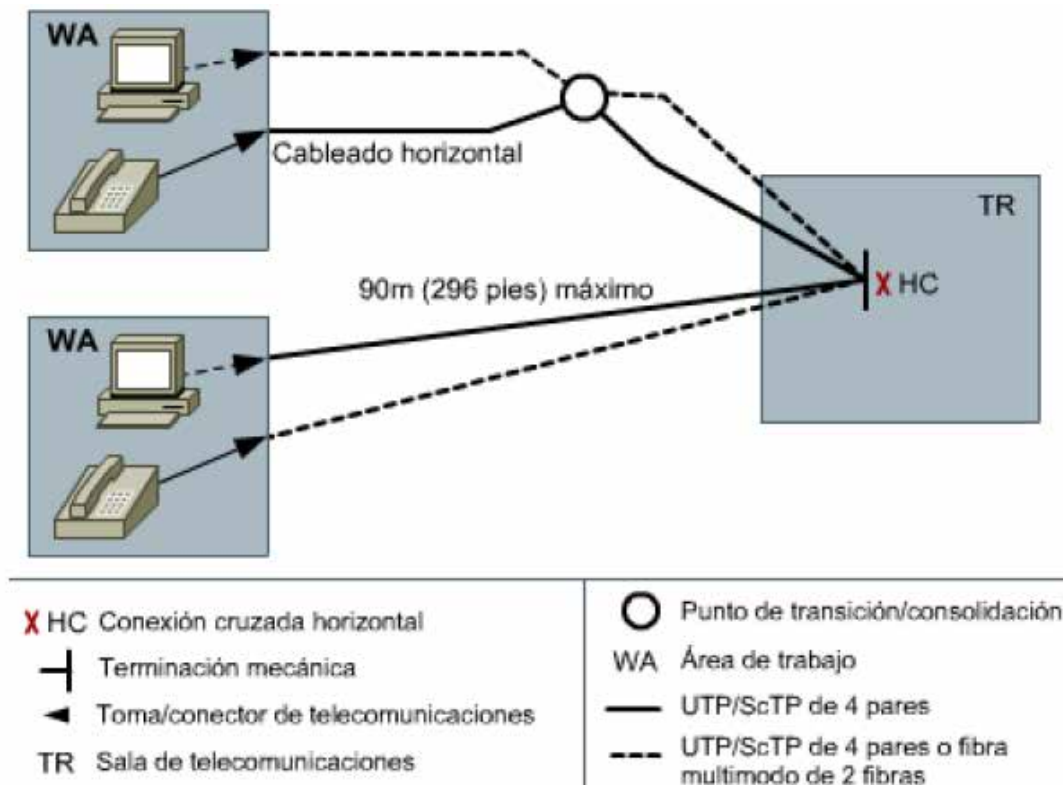 WA
Cableado horizontal
TR
HC
90m (296 pies) máximo
WA
X HC Conexión cruzada horizontal
Terminación mecánica
Toma/conector de telecomunicaciones
TR Sala de telecomunicaciones
Punto de transición/consolidación
WA Área de trabajo
UTP/ScTP de 4 pares
UTP/ScTP de 4 pares o fibra
multimodo de 2 fibras